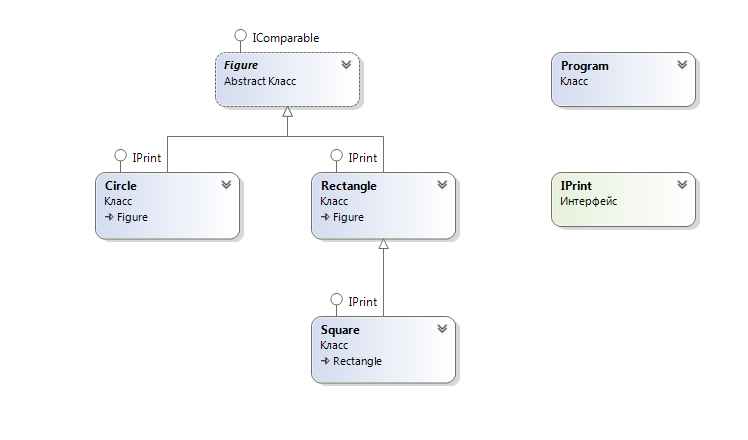 IComparable
Figure
Abstract Класс
Program
Класс
IPrint
Circle
Класс
Figure
IPrint
Rectangle
Класс
Figure
IPrint
Интерфейс
IPrint
Square
Класс
Rectangle